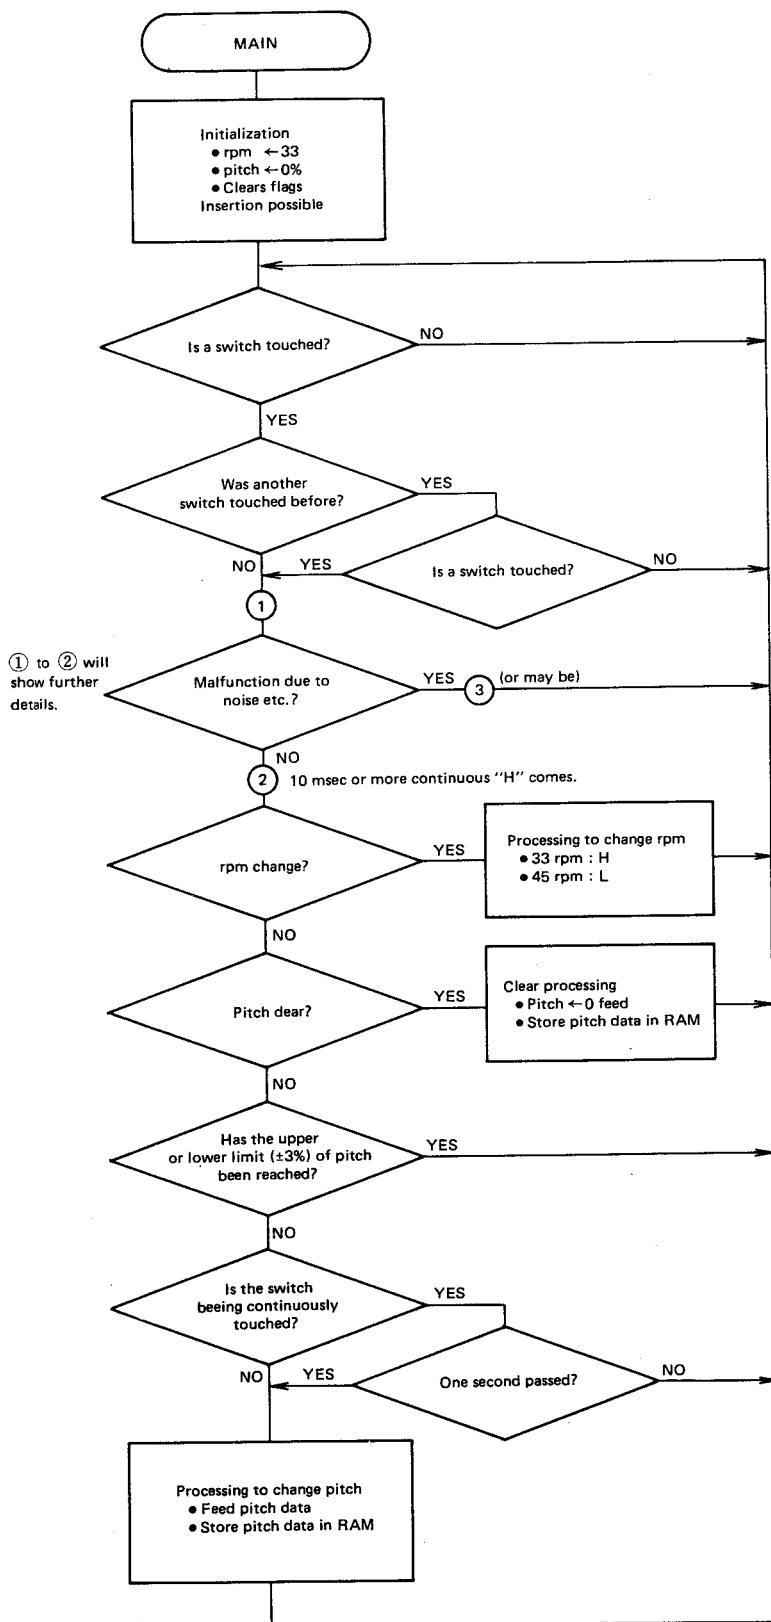 MAIN
Initialization
• rpm ← 33
• pitch ← 0%
• Clears flags
Insertion possible
Is a switch touched?
NO
YES
Was another
switch touched before?
YES
NO
YES
Is a switch touched?
NO
1
① to ② will
show further
details.
Malfunction due to
noise etc.?
YES
3
(or may be)
NO
2
10 msec or more continuous "H" comes.
rpm change?
YES
Processing to change rpm
• 33 rpm : H
• 45 rpm : L
NO
Pitch dear?
YES
Clear processing
• Pitch ← 0 feed
• Store pitch data in RAM
NO
Has the upper
or lower limit (±3%) of pitch
been reached?
YES
NO
Is the switch
beeing continuously
touched?
YES
NO
YES
One second passed?
NO
Processing to change pitch
• Feed pitch data
• Store pitch data in RAM